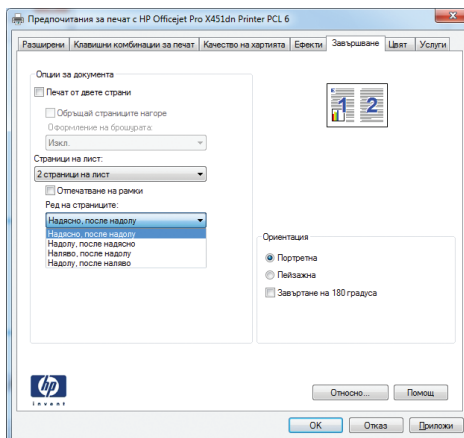 Предпочитания за печат с HP Officejet Pro X451dn Printer PCL 6
Разширени Клавишни комбинации за печат Качество на хартията Ефекти Завършване Цвят Услуги
Опции за документа
Печат от двете страни
Обръщай страниците нагоре
Оформление на брошурата:
Изкл.
Страници на лист:
2 страници на лист
Отпечатване на рамки
Ред на страниците:
Надясно, после надолу
Надясно, после надолу
Надолу, после надясно
Наляво, после надолу
Надолу, после наляво
1 2
Ориентация
Портретна
Пейзажна
Завъртане на 180 градуса
hp
invent
Относно... Помощ
OK Отказ Приложи